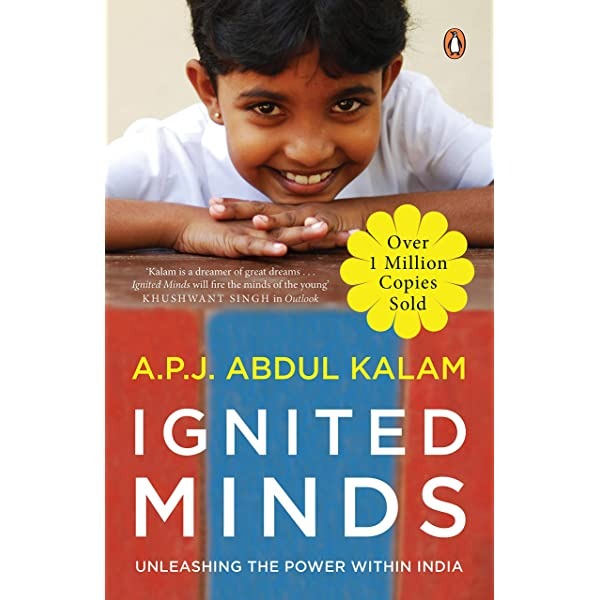 Over
1 Million
Copies
Sold
‘Kalam is a dreamer of great dreams . . .
Ignited Minds will fire the minds of the young’
KHUSHWANT SINGH in Outlook
A.P.J. ABDUL KALAM
IGNITED
MINDS
UNLEASHING THE POWER WITHIN INDIA